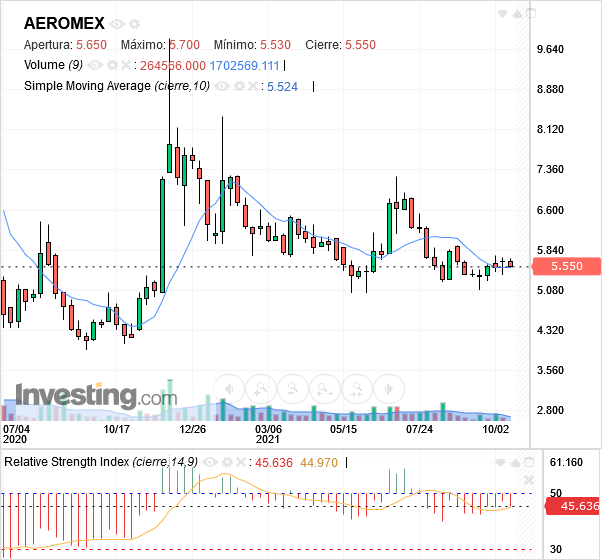 AEROMEX
Apertura: 5.650 Máximo: 5.700 Mínimo: 5.530 Cierre: 5.550
Volume (9) : 264566.000 1702569.111
Simple Moving Average (cierre,10) : 5.524
9.640
8.880
8.120
7.360
6.600
5.840
5.550
5.080
4.320
3.560
2.800
Investing.com
07/04 10/17 12/26 03/06 05/15 07/24 10/02
2020 2021
Relative Strength Index (cierre,14,9) : 45.636 44.970
61.160
50 50
45.636
30 30